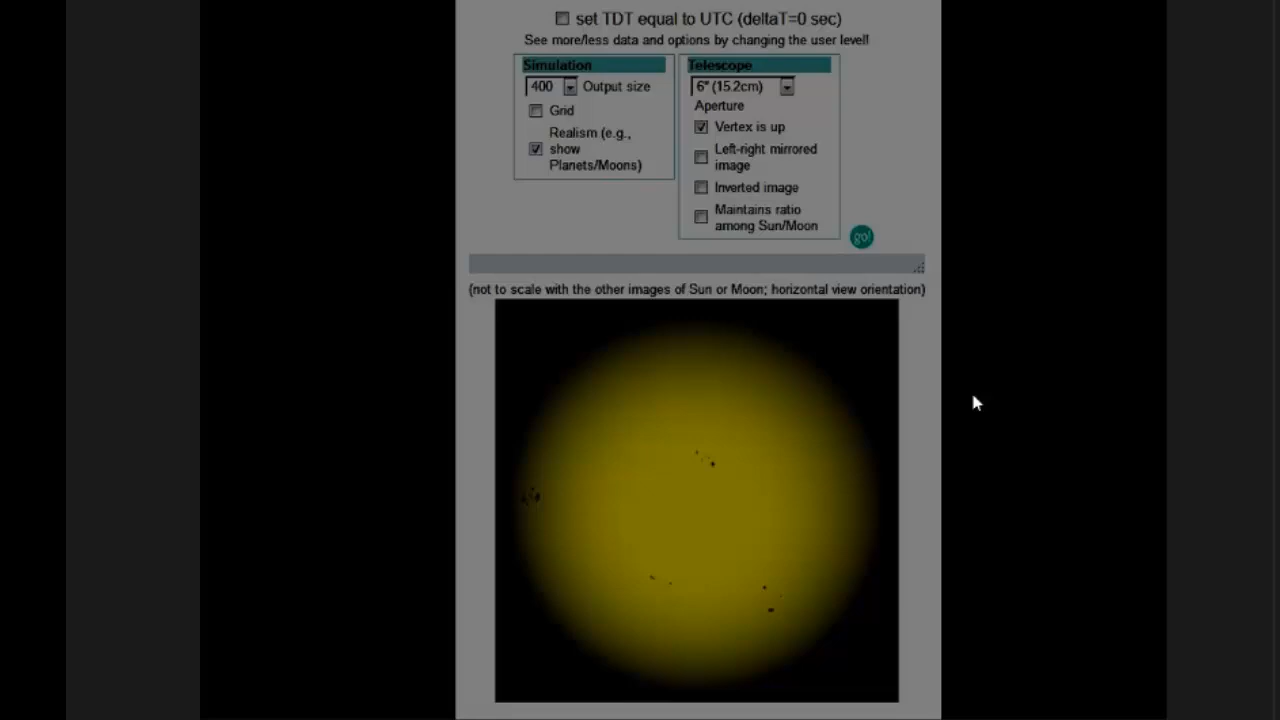 set TDT equal to UTC (deltaT=0 sec)
See more/less data and options by changing the user level!
Simulation
400 Output size
Grid
Realism (e.g.,
show
Planets/Moons)
Telescope
6" (15.2cm)
Aperture
Vertex is up
Left-right mirrored
image
Inverted image
Maintains ratio
among Sun/Moon
go!
(not to scale with the other images of Sun or Moon; horizontal view orientation)